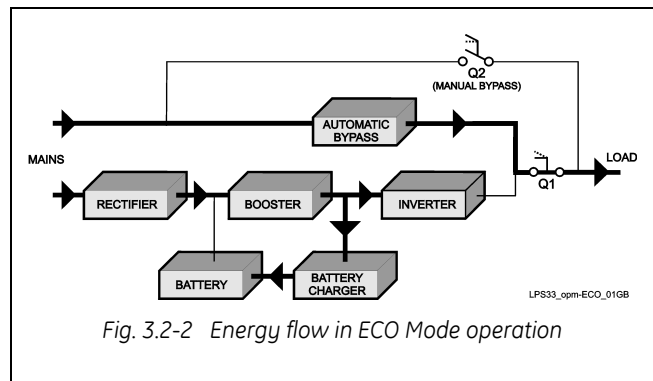 Q2
(MANUAL BYPASS)
AUTOMATIC
BYPASS
MAINS
LOAD
Q1
RECTIFIER
BOOSTER
INVERTER
BATTERY
BATTERY
CHARGER
LPS33_opm-ECO_01GB
Fig. 3.2-2 Energy flow in ECO Mode operation